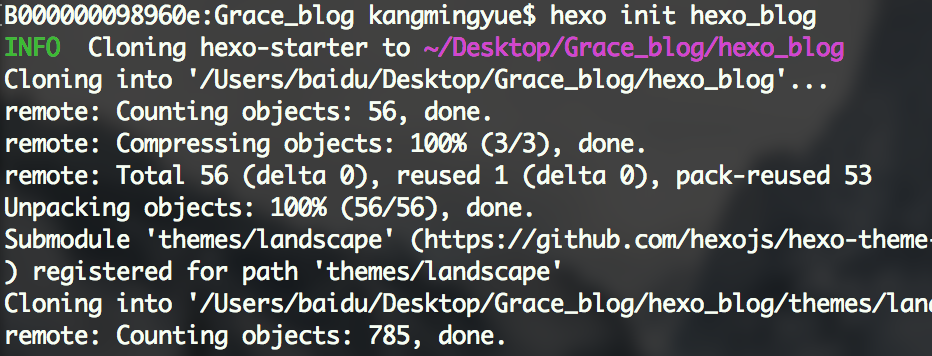 B000000098960e:Grace_blog kangmingyue$ hexo init hexo_blog
INFO  Cloning hexo-starter to ~/Desktop/Grace_blog/hexo_blog
Cloning into '/Users/baidu/Desktop/Grace_blog/hexo_blog'...
remote: Counting objects: 56, done.
remote: Compressing objects: 100% (3/3), done.
remote: Total 56 (delta 0), reused 1 (delta 0), pack-reused 53
Unpacking objects: 100% (56/56), done.
Submodule 'themes/landscape' (https://github.com/hexojs/hexo-theme-
) registered for path 'themes/landscape'
Cloning into '/Users/baidu/Desktop/Grace_blog/hexo_blog/themes/lan
remote: Counting objects: 785, done.